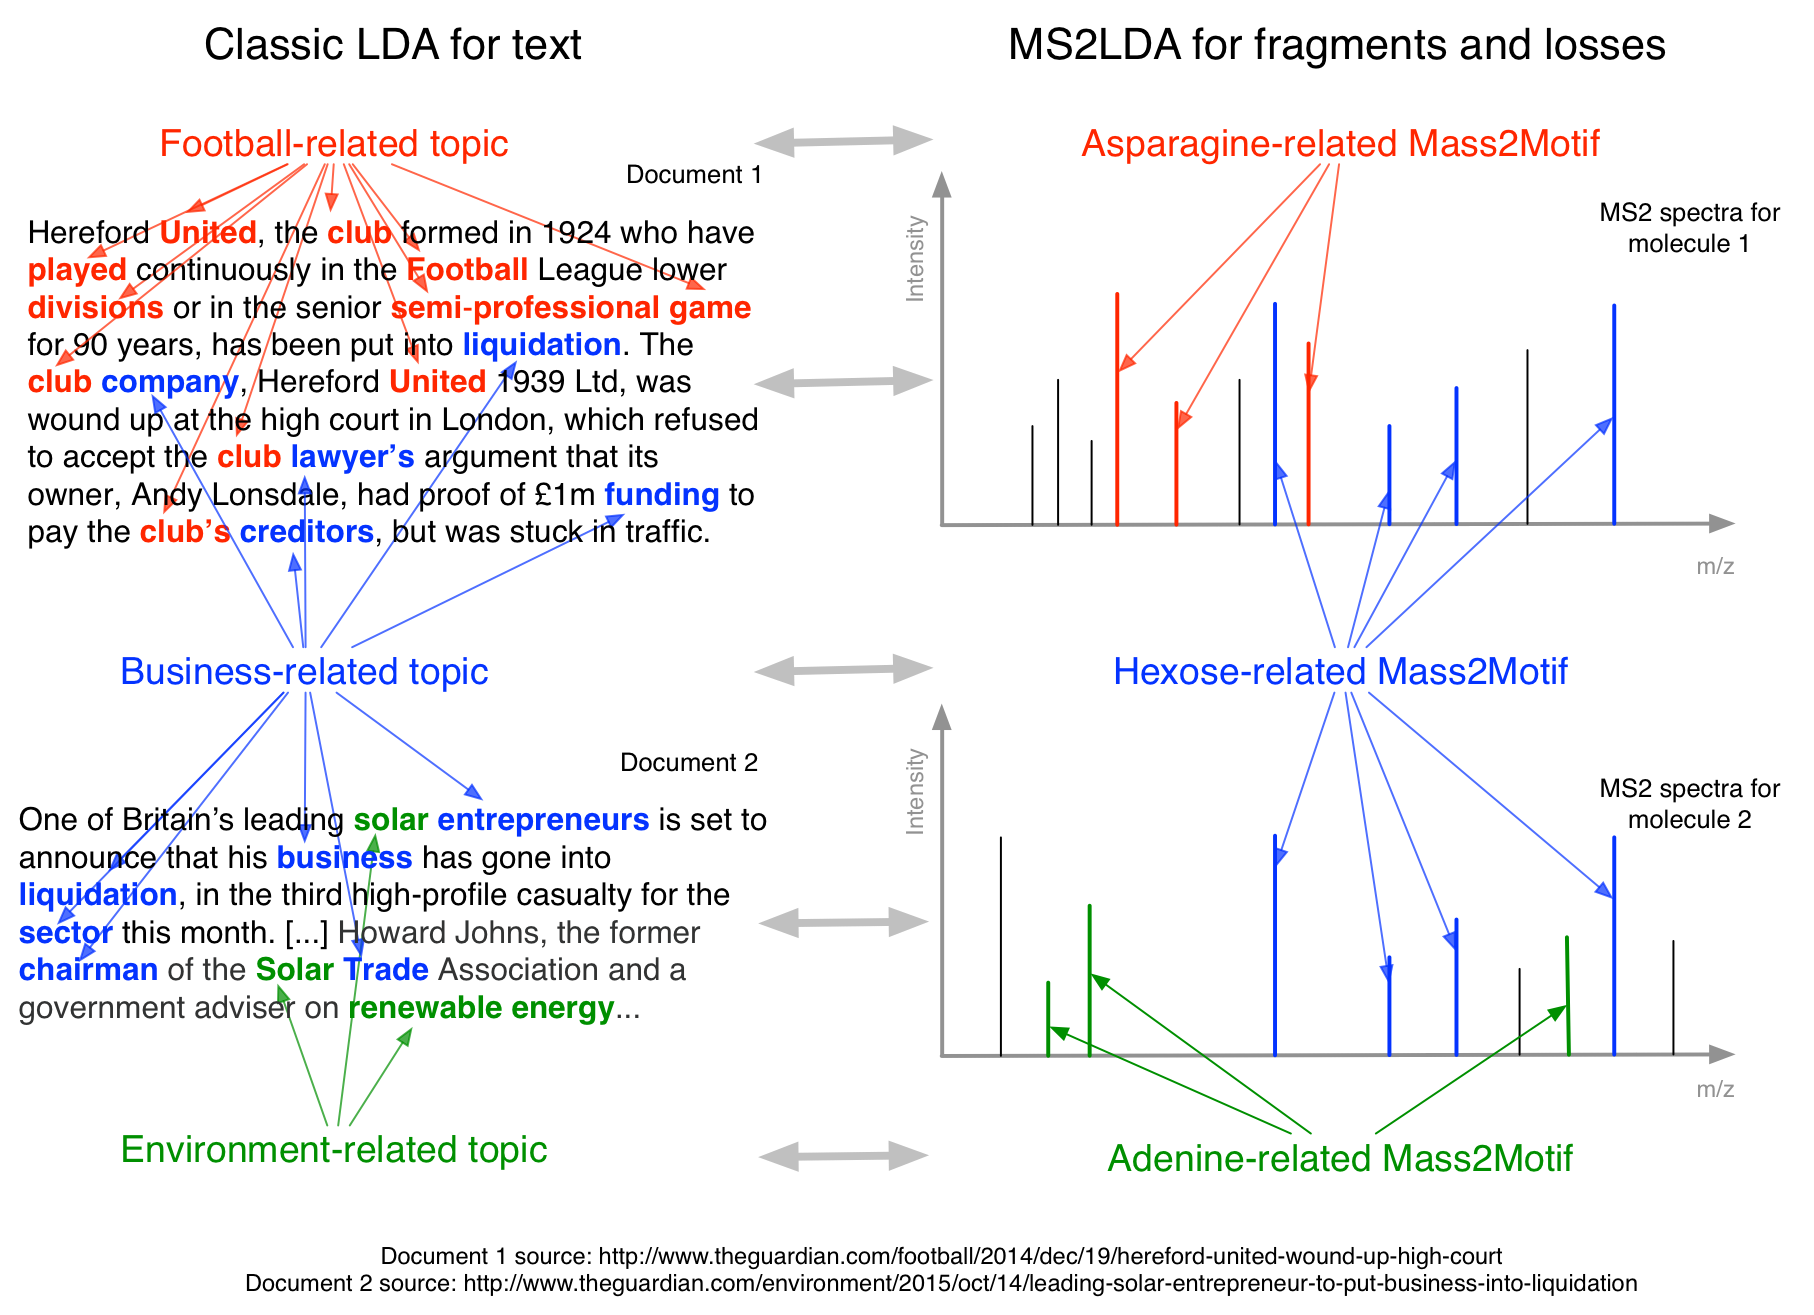 Classic LDA for text
MS2LDA for fragments and losses
Football-related topic
Asparagine-related Mass2Motif
Document 1
Hereford United, the club formed in 1924 who have
played continuously in the Football League lower
divisions or in the senior semi-professional game
for 90 years, has been put into liquidation. The
club company, Hereford United 1939 Ltd, was
wound up at the high court in London, which refused
to accept the club lawyer’s argument that its
owner, Andy Lonsdale, had proof of £1m funding to
pay the club’s creditors, but was stuck in traffic.
Intensity
MS2 spectra for
molecule 1
m/z
Business-related topic
Hexose-related Mass2Motif
Document 2
One of Britain’s leading solar entrepreneurs is set to
announce that his business has gone into
liquidation, in the third high-profile casualty for the
sector this month. [...] Howard Johns, the former
chairman of the Solar Trade Association and a
government adviser on renewable energy...
Intensity
MS2 spectra for
molecule 2
m/z
Environment-related topic
Adenine-related Mass2Motif
Document 1 source: http://www.theguardian.com/football/2014/dec/19/hereford-united-wound-up-high-court
Document 2 source: http://www.theguardian.com/environment/2015/oct/14/leading-solar-entrepreneur-to-put-business-into-liquidation